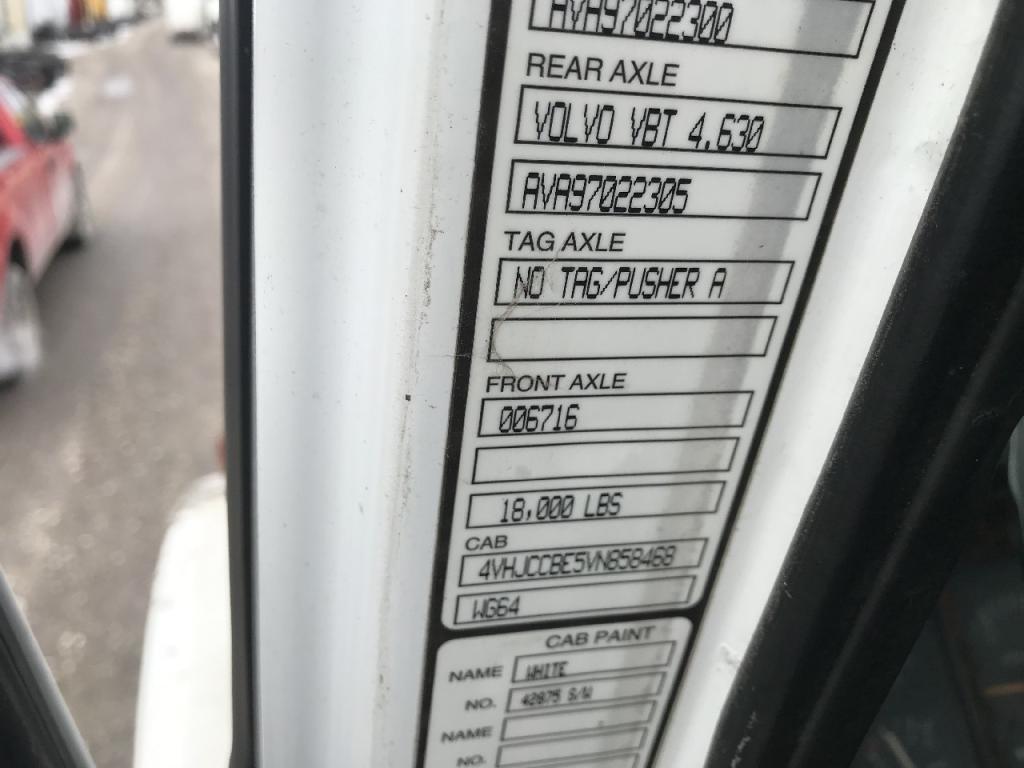 AVA97022300
REAR AXLE
VOLVO VBT 4.630
AVA97022305
TAG AXLE
NO TAG/PUSHER A
FRONT AXLE
006716
18,000 LBS
CAB
4VHJCCBE5VN858468
WG64
CAB PAINT
NAME WHITE
NO. 42875 S/W
NAME
NO.